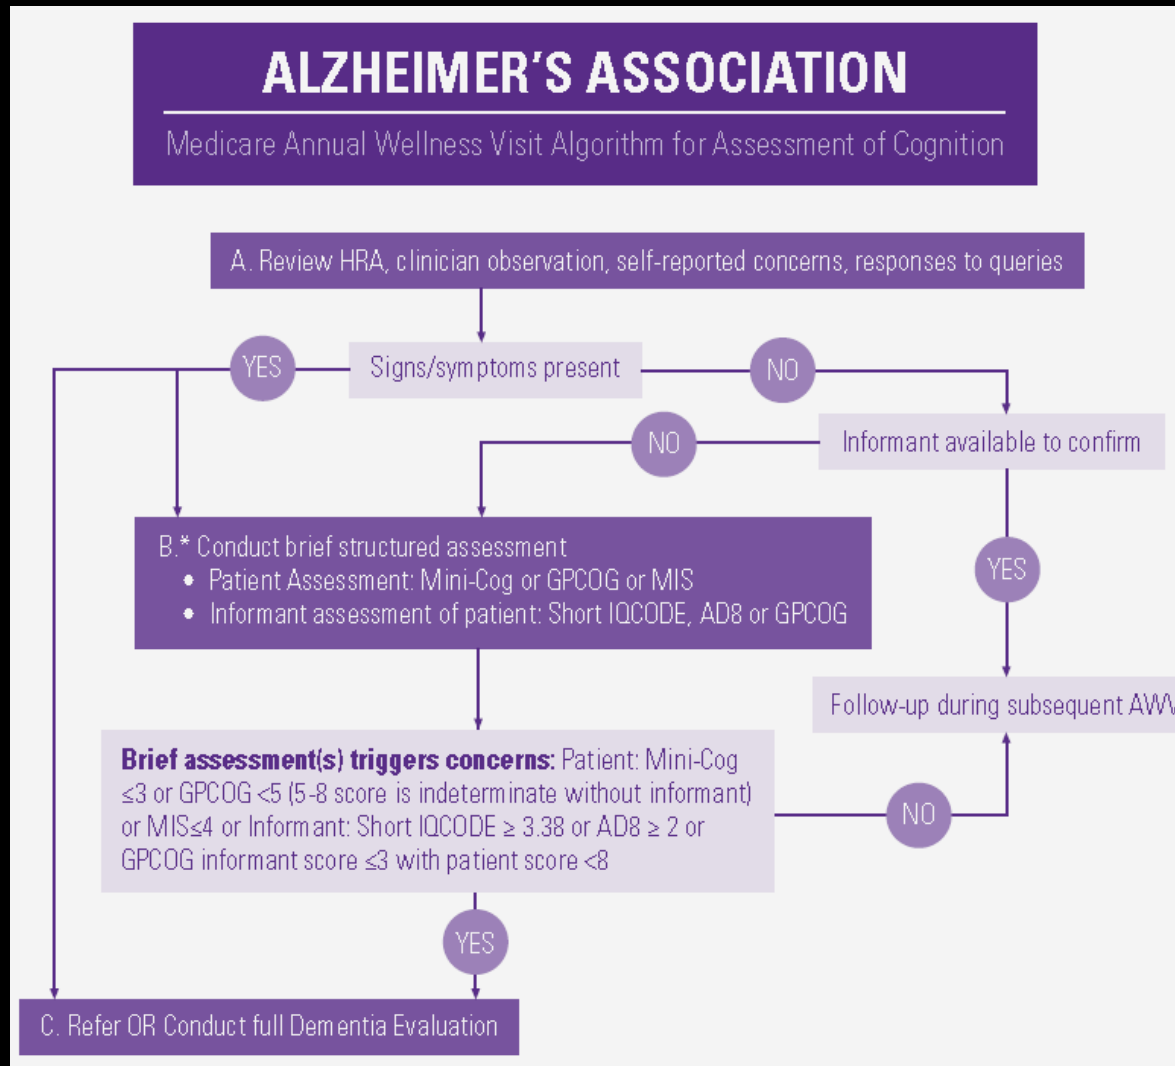 ALZHEIMER'S ASSOCIATION
Medicare Annual Wellness Visit Algorithm for Assessment of Cognition
A. Review HRA, clinician observation, self-reported concerns, responses to queries
YES
Signs/symptoms present
NO
NO
Informant available to confirm
B.* Conduct brief structured assessment
• Patient Assessment: Mini-Cog or GPCOG or MIS
• Informant assessment of patient: Short IQCODE, AD8 or GPCOG
YES
Follow-up during subsequent
Brief assessment(s) triggers concerns: Patient: Mini-Cog
≤3 or GPCOG <5 (5-8 score is indeterminate without informant)
or MIS≤4 or Informant: Short IQCODE ≥ 3.38 or AD8 ≥ 2 or
GPCOG informant score ≤3 with patient score <8
NO
YES
C. Refer OR Conduct full Dementia Evaluation